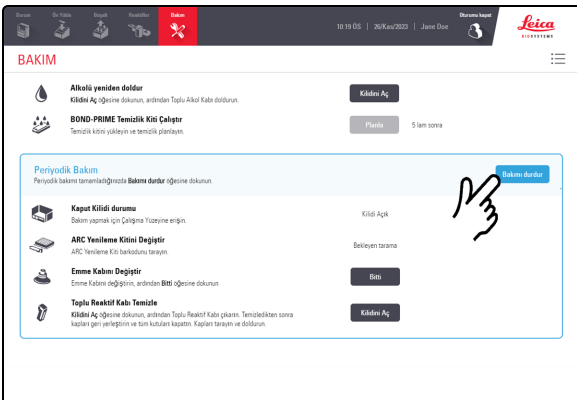 Durum Ön Yükle Boşalt Reaktifler Bakım 10:19 ÖS | 26/Kas/2023 | Jane Doe Oturumu kapat Leica
BIOSYSTEMS
BAKIM
Alkolü yeniden doldur
Kilidini Aç öğesine dokunun, ardından Toplu Alkol Kabı doldurun.
Kilidini Aç
BOND-PRIME Temizlik Kiti Çalıştır
Temizlik kitini yükleyin ve temizlik planlayın.
Planla 5 lam sonra
Periyodik Bakım
Periyodik bakımı tamamladığınızda Bakımı durdur öğesine dokunun.
Bakımı durdur
Kaput Kilidi durumu
Bakım yapmak için Çalışma Yüzeyine erişin.
Kilidi Açık
ARC Yenileme Kitini Değiştir
ARC Yenileme Kiti barkodunu tarayın.
Bekleyen tarama
Emme Kabını Değiştir
Emme Kabını değiştirin, ardından Bitti öğesine dokunun
Bitti
Toplu Reaktif Kabı Temizle
Kilidini Aç öğesine dokunun, ardından Toplu Reaktif Kabı çıkarın. Temizledikten sonra
kapları geri yerleştirin ve tüm kutuları kapatın. Kapları tarayın ve doldurun.
Kilidini Aç